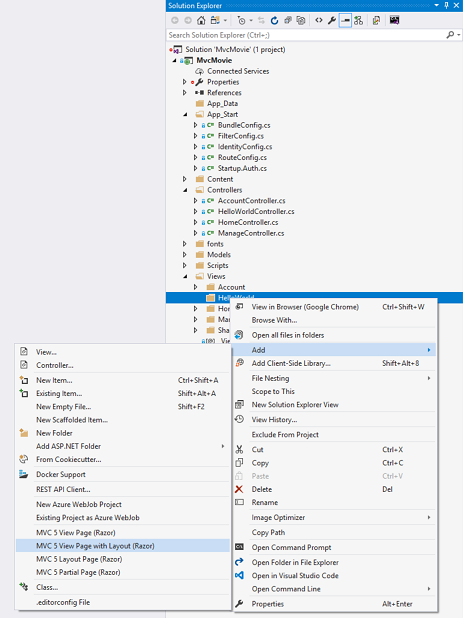 Solution Explorer
Search Solution Explorer (Ctrl+;)
Solution 'MvcMovie' (1 project)
MvcMovie
Connected Services
Properties
References
App_Data
App_Start
BundleConfig.cs
FilterConfig.cs
IdentityConfig.cs
RouteConfig.cs
Startup.Auth.cs
Content
Controllers
AccountController.cs
HelloWorldController.cs
HomeController.cs
ManageController.cs
fonts
Models
Scripts
Views
Account
HelloWorld
Hor
Ma
Sha
_Vie
View in Browser (Google Chrome) Ctrl+Shift+W
Browse With...
Open all files in folders
Add
Add Client-Side Library... Shift+Alt+8
File Nesting
Scope to This
New Solution Explorer View
View History...
Exclude From Project
Cut Ctrl+X
Copy Ctrl+C
Paste Ctrl+V
Delete Del
Rename
Image Optimizer
Copy Path
Open Command Prompt
Open Folder in File Explorer
Open in Visual Studio Code
Open Command Line
Properties Alt+Enter
View...
Controller...
New Item... Ctrl+Shift+A
Existing Item... Shift+Alt+A
New Empty File... Shift+F2
New Scaffolded Item...
New Folder
Add ASP.NET Folder
From Cookiecutter...
Docker Support
REST API Client...
New Azure WebJob Project
Existing Project as Azure WebJob
MVC 5 View Page (Razor)
MVC 5 View Page with Layout (Razor)
MVC 5 Layout Page (Razor)
MVC 5 Partial Page (Razor)
Class...
.editorconfig File